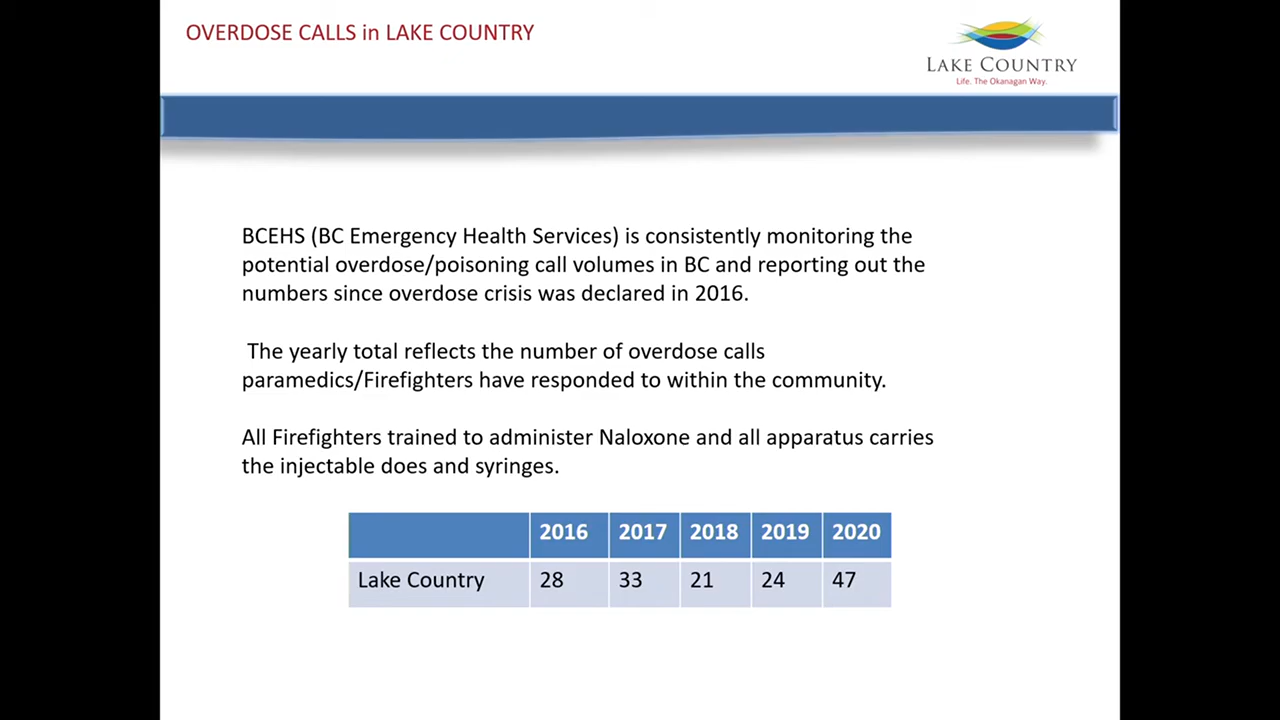 OVERDOSE CALLS in LAKE COUNTRY
LAKE COUNTRY
Life. The Okanagan Way.
BCEHS (BC Emergency Health Services) is consistently monitoring the
potential overdose/poisoning call volumes in BC and reporting out the
numbers since overdose crisis was declared in 2016.
The yearly total reflects the number of overdose calls
paramedics/Firefighters have responded to within the community.
All Firefighters trained to administer Naloxone and all apparatus carries
the injectable does and syringes.
2016 2017 2018 2019 2020
Lake Country 28 33 21 24 47